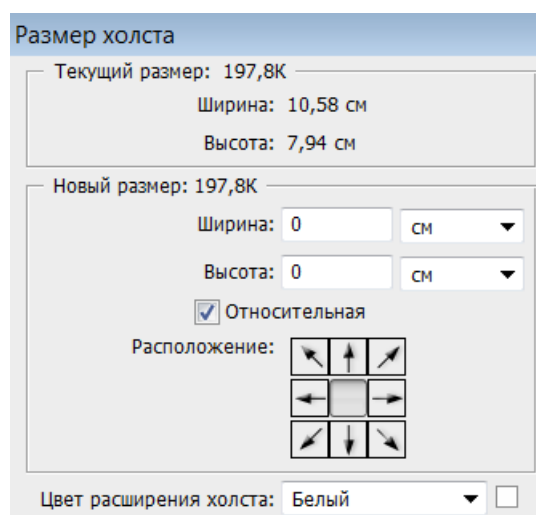 Размер холста
Текущий размер: 197,8K
Ширина: 10,58 см
Высота: 7,94 см
Новый размер: 197,8K
Ширина: 0 см
Высота: 0 см
Относительная
Расположение:
Цвет расширения холста: Белый